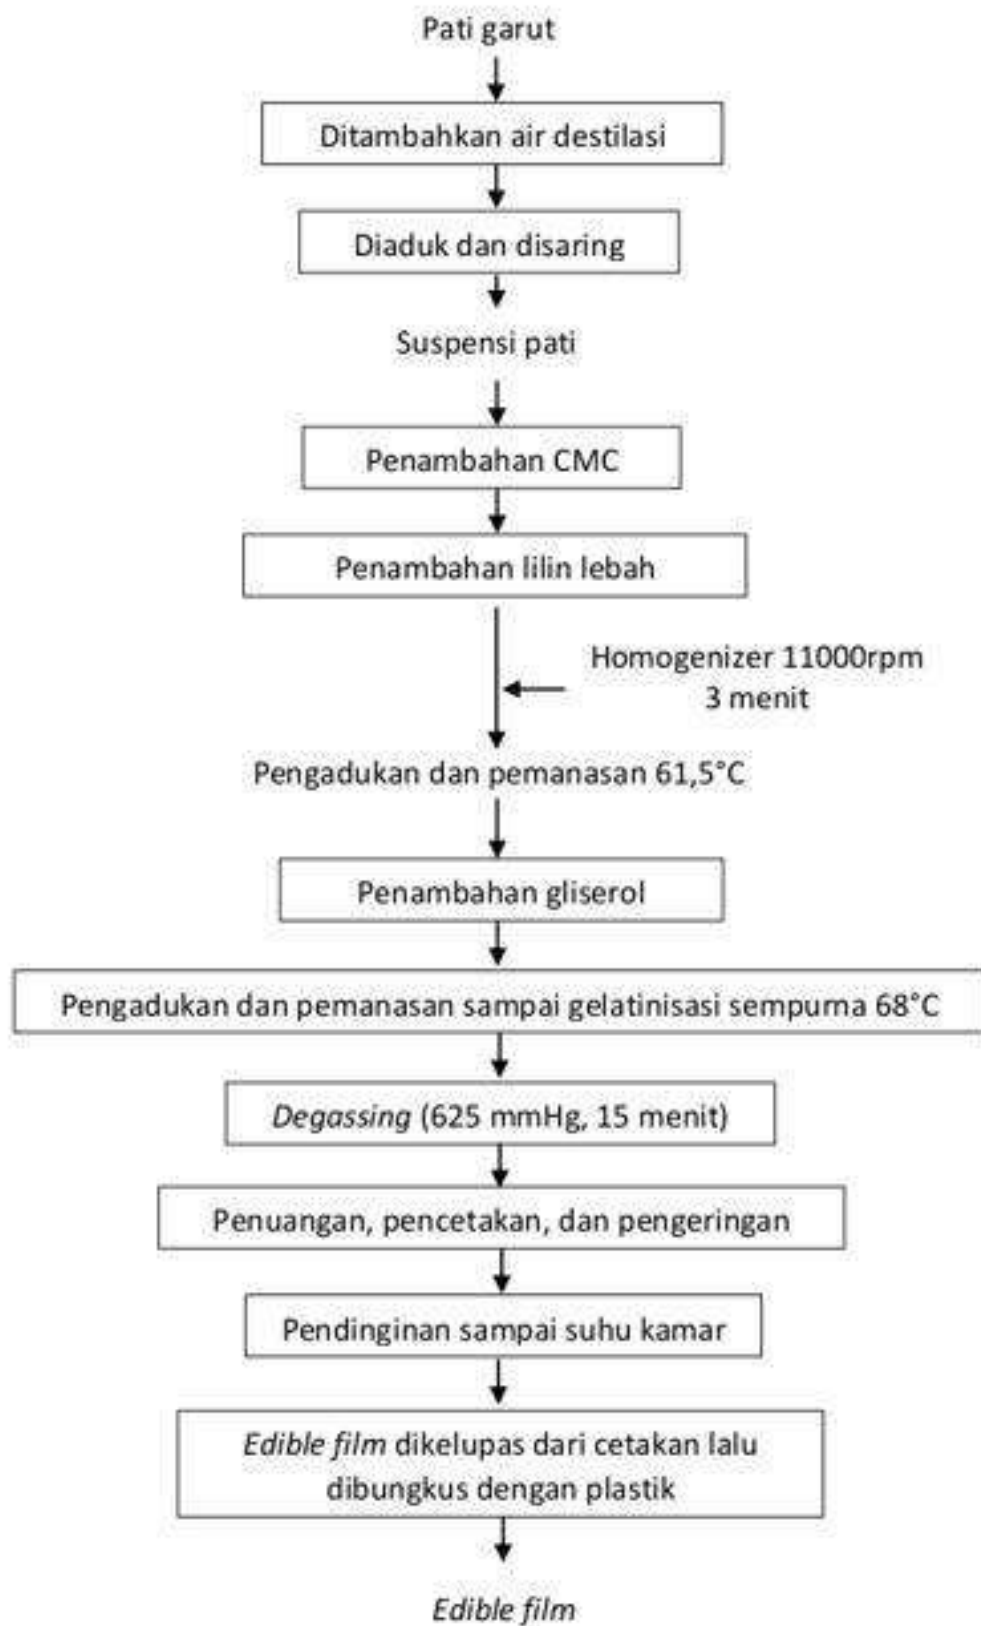 Pati garut
Ditambahkan air destilasi
Diaduk dan disaring
Suspensi pati
Penambahan CMC
Penambahan lilin lebah
Homogenizer 11000rpm
3 menit
Pengadukan dan pemanasan 61,5°C
Penambahan gliserol
Pengadukan dan pemanasan sampai gelatinisasi sempurna 68°C
Degassing (625 mmHg, 15 menit)
Penuangan, pencetakan, dan pengeringan
Pendinginan sampai suhu kamar
Edible film dikelupas dari cetakan lalu
dibungkus dengan plastik
Edible film